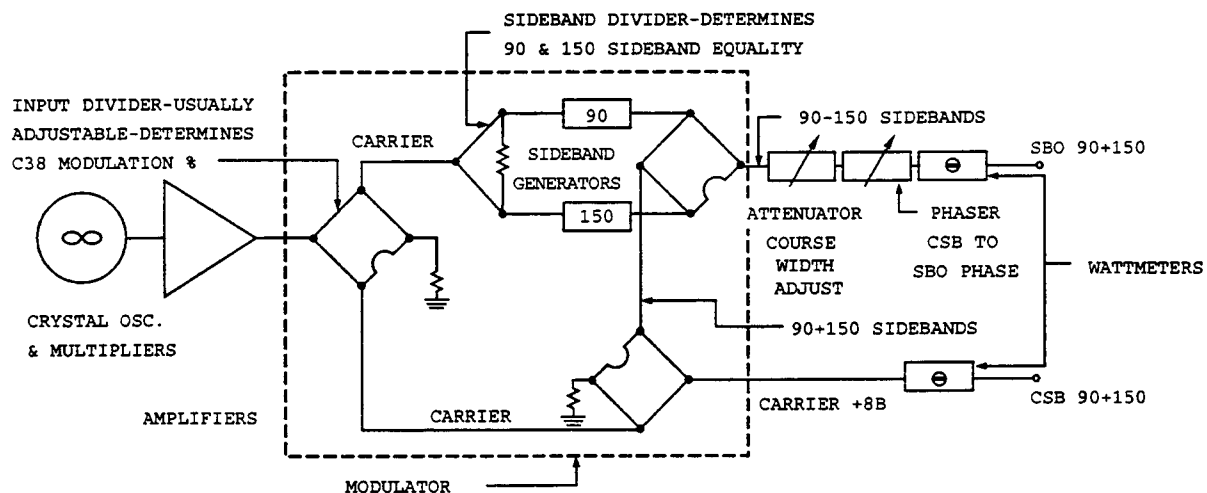 SIDEBAND DIVIDER-DETERMINES
90 & 150 SIDEBAND EQUALITY
INPUT DIVIDER-USUALLY
ADJUSTABLE-DETERMINES
C38 MODULATION %
CARRIER
90
SIDEBAND
GENERATORS
150
90-150 SIDEBANDS
SBO 90+150
ATTENUATOR
COURSE
WIDTH
ADJUST
PHASER
CSB TO
SBO PHASE
WATTMETERS
CRYSTAL OSC.
& MULTIPLIERS
90+150 SIDEBANDS
AMPLIFIERS
CARRIER
CARRIER +8B
CSB 90+150
MODULATOR